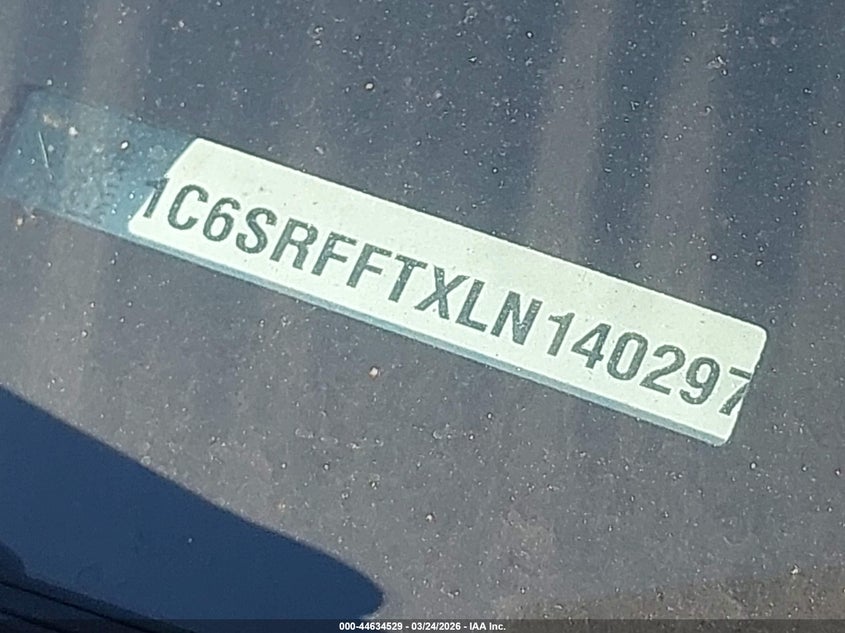 1C6SRFFTXLN140297
000-44634529 - 03/24/2026 - IAA Inc.